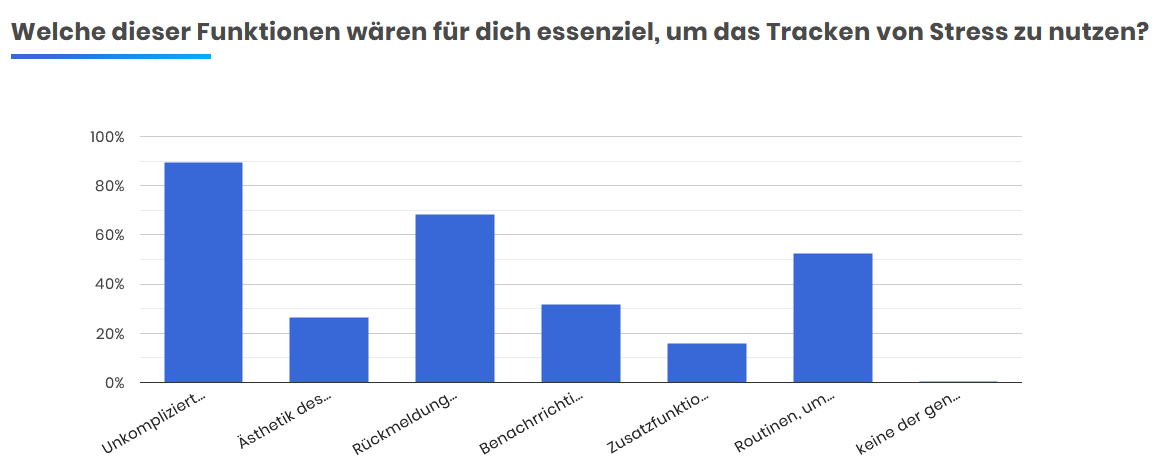 Welche dieser Funktionen wären für dich essenziel, um das Tracken von Stress zu nutzen?
100%
80%
60%
40%
20%
0%
Unkompliziert...
Ästhetik des...
Rückmeldung...
Benachrrichti...
Zusatzfunktio...
Routinen, um...
keine der gen...